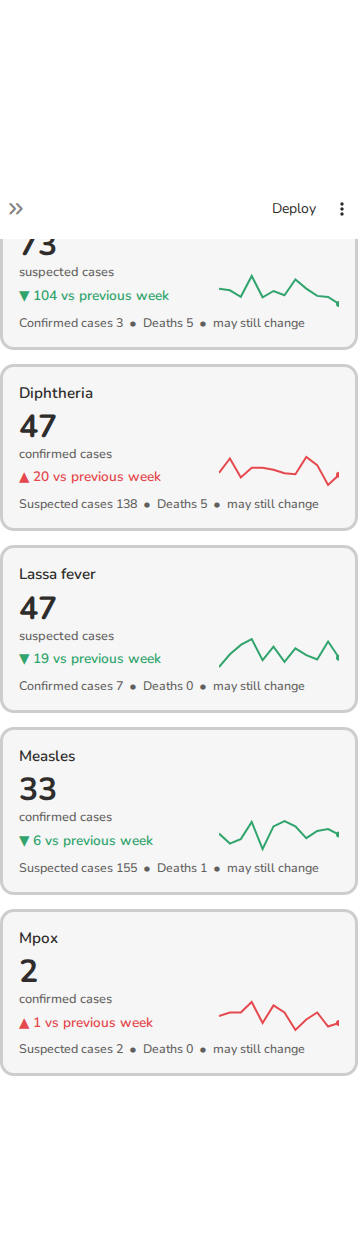 Deploy
73
suspected cases
▼ 104 vs previous week
Confirmed cases 3 ● Deaths 5 ● may still change
Diphtheria
47
confirmed cases
▲ 20 vs previous week
Suspected cases 138 ● Deaths 5 ● may still change
Lassa fever
47
suspected cases
▼ 19 vs previous week
Confirmed cases 7 ● Deaths 0 ● may still change
Measles
33
confirmed cases
▼ 6 vs previous week
Suspected cases 155 ● Deaths 1 ● may still change
Mpox
2
confirmed cases
▲ 1 vs previous week
Suspected cases 2 ● Deaths 0 ● may still change